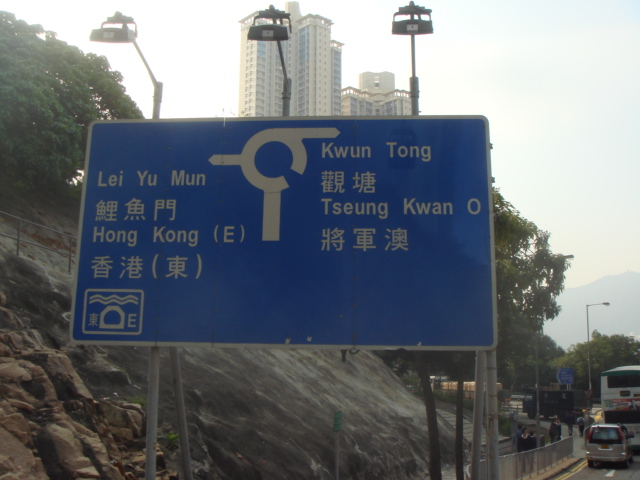 Lei Yu Mun
鯉魚門
Hong Kong (E)
香港(東)
東 E
Kwun Tong
觀塘
Tseung Kwan O
將軍澳